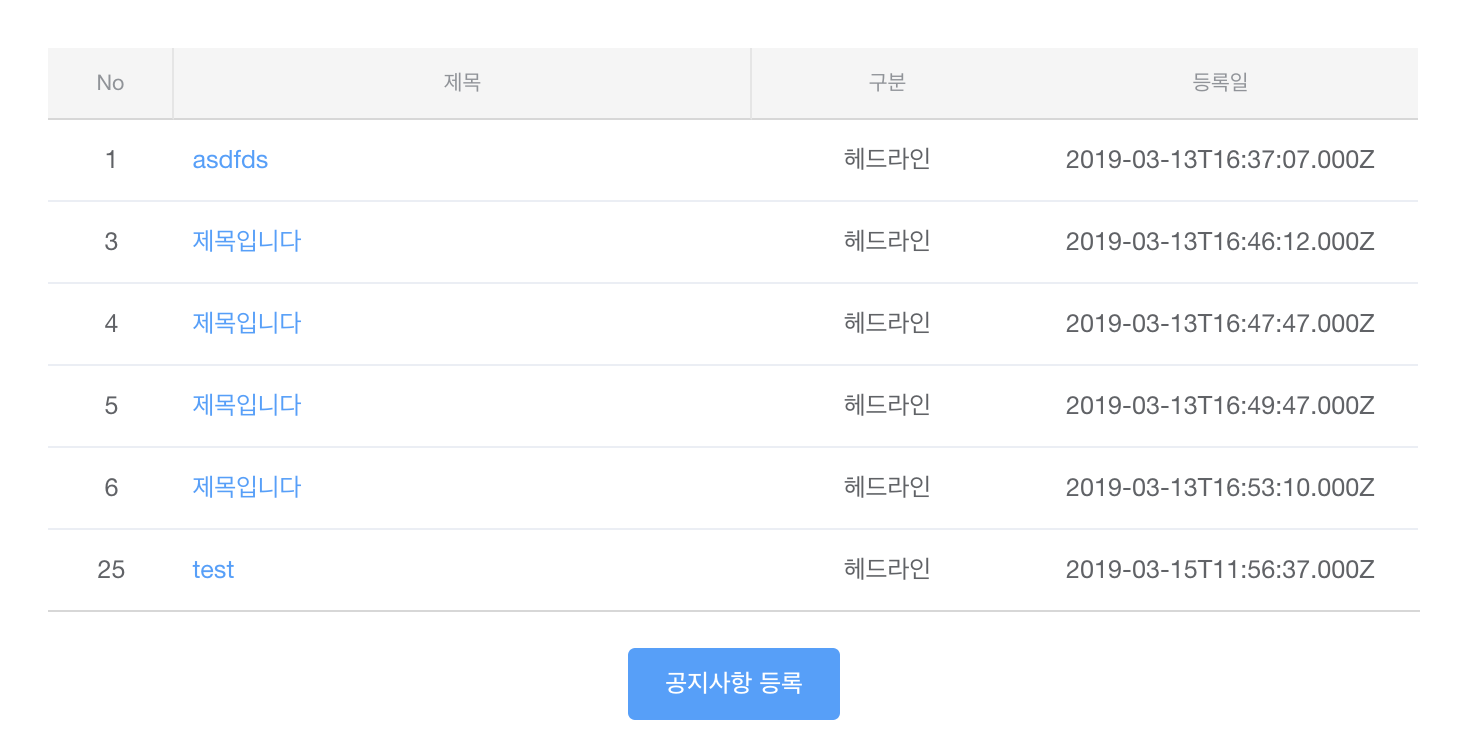 No 제목 구분 등록일
1 asdfds 헤드라인 2019-03-13T16:37:07.000Z
3 제목입니다 헤드라인 2019-03-13T16:46:12.000Z
4 제목입니다 헤드라인 2019-03-13T16:47:47.000Z
5 제목입니다 헤드라인 2019-03-13T16:49:47.000Z
6 제목입니다 헤드라인 2019-03-13T16:53:10.000Z
25 test 헤드라인 2019-03-15T11:56:37.000Z
공지사항 등록